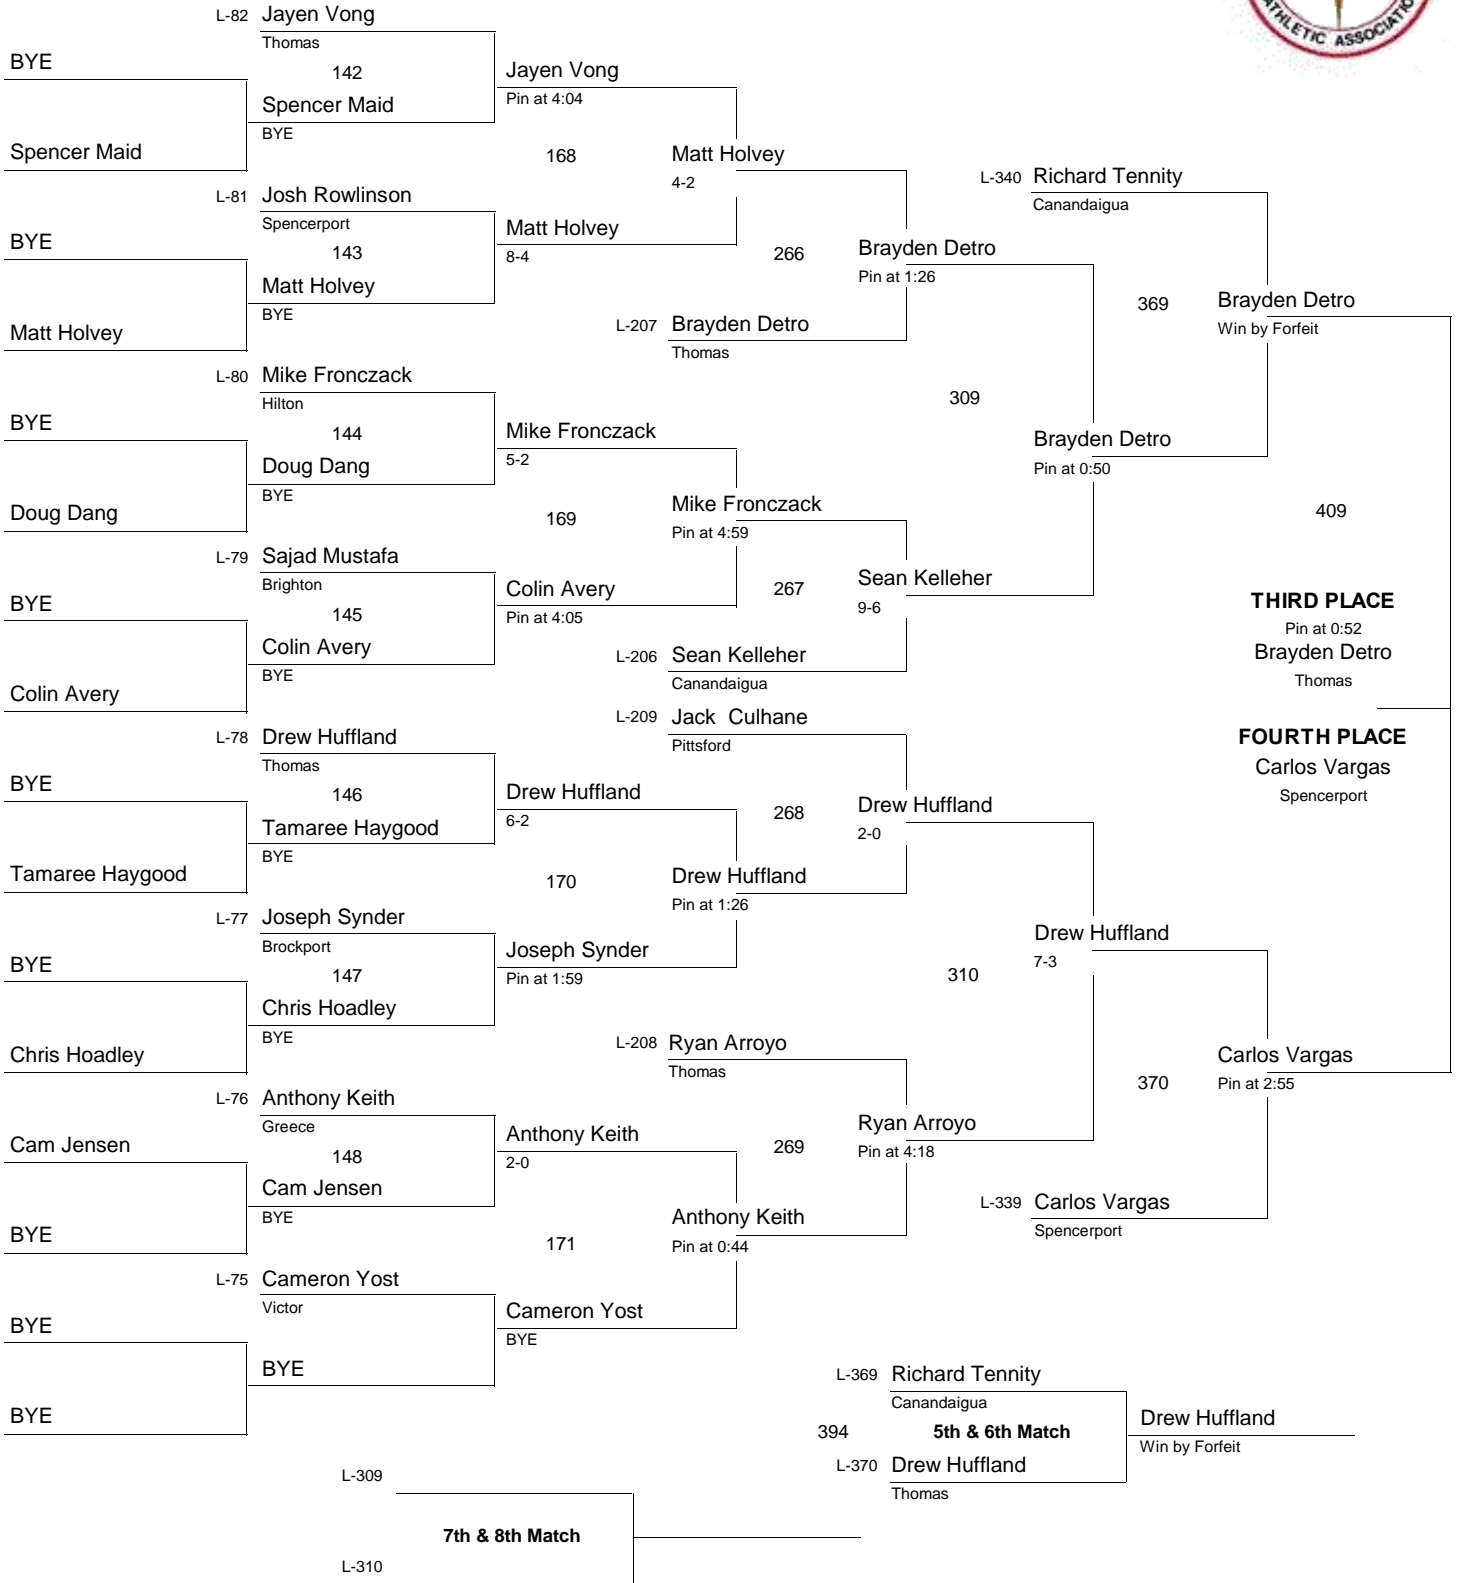 ATHLETIC ASSOCIATION
L-82 Jayen Vong
Thomas
BYE
142
Jayen Vong
Pin at 4:04
Spencer Maid
BYE
Spencer Maid
168
Matt Holvey
4-2
L-340 Richard Tennity
Canandaigua
L-81 Josh Rowlinson
Spencerport
BYE
143
Matt Holvey
8-4
266
Brayden Detro
Pin at 1:26
Matt Holvey
BYE
369
Brayden Detro
Win by Forfeit
Matt Holvey
L-207 Brayden Detro
Thomas
L-80 Mike Fronczack
Hilton
309
BYE
144
Mike Fronczack
5-2
Brayden Detro
Pin at 0:50
Doug Dang
BYE
Doug Dang
169
Mike Fronczack
Pin at 4:59
409
L-79 Sajad Mustafa
Brighton
BYE
145
Colin Avery
Pin at 4:05
267
Sean Kelleher
9-6
THIRD PLACE
Pin at 0:52
Brayden Detro
Thomas
Colin Avery
BYE
Colin Avery
L-206 Sean Kelleher
Canandaigua
L-209 Jack Culhane
Pittsford
FOURTH PLACE
Carlos Vargas
Spencerport
L-78 Drew Huffland
Thomas
BYE
146
Drew Huffland
6-2
268
Drew Huffland
2-0
Tamaree Haygood
BYE
Tamaree Haygood
170
Drew Huffland
Pin at 1:26
L-77 Joseph Synder
Brockport
BYE
147
Joseph Synder
Pin at 1:59
310
Drew Huffland
7-3
Chris Hoadley
BYE
Chris Hoadley
L-208 Ryan Arroyo
Thomas
370
Carlos Vargas
Pin at 2:55
L-76 Anthony Keith
Greece
Cam Jensen
148
Anthony Keith
2-0
269
Ryan Arroyo
Pin at 4:18
Cam Jensen
BYE
BYE
171
Anthony Keith
Pin at 0:44
L-339 Carlos Vargas
Spencerport
L-75 Cameron Yost
Victor
BYE
Cameron Yost
BYE
BYE
BYE
L-369 Richard Tennity
Canandaigua
394
5th & 6th Match
Drew Huffland
Win by Forfeit
L-370 Drew Huffland
Thomas
L-309
7th & 8th Match
L-310